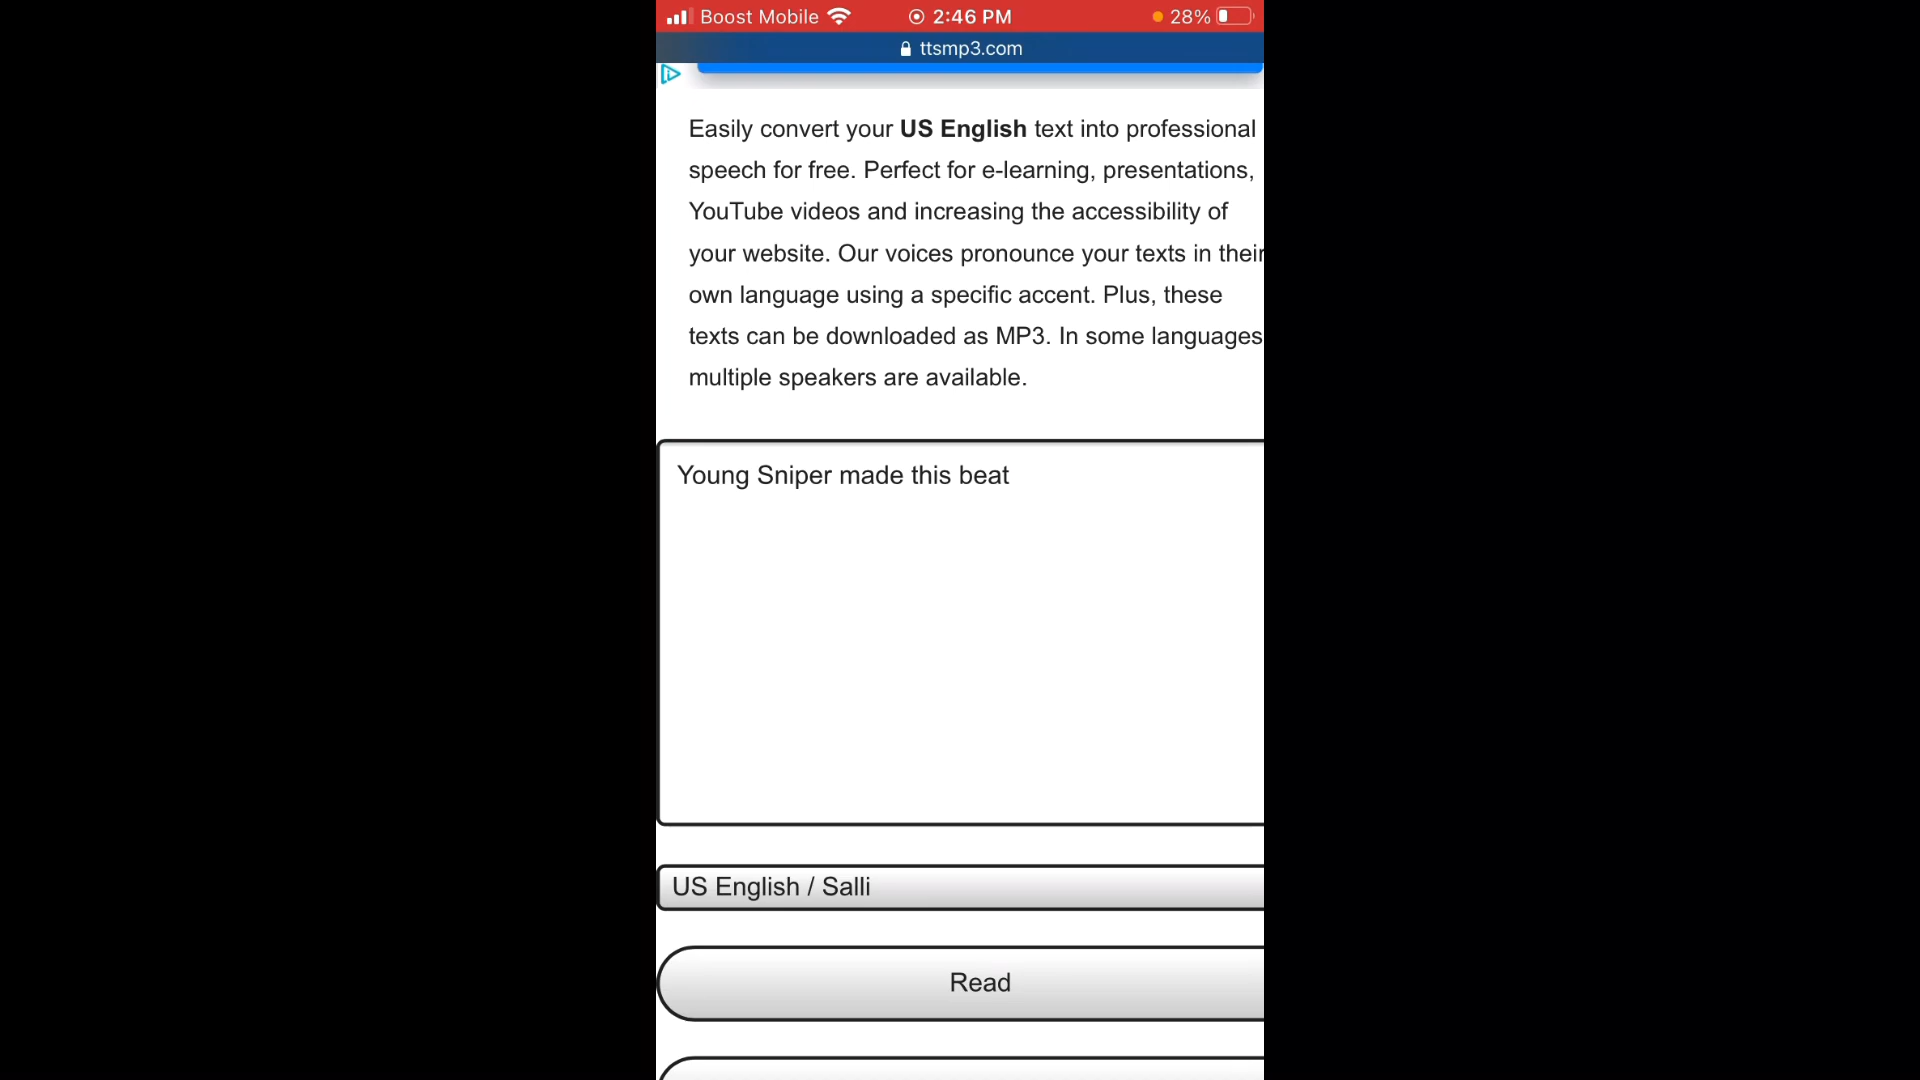 Boost Mobile 2:46 PM 28%
ttsmp3.com
Easily convert your US English text into professional
speech for free. Perfect for e-learning, presentations,
YouTube videos and increasing the accessibility of
your website. Our voices pronounce your texts in their
own language using a specific accent. Plus, these
texts can be downloaded as MP3. In some languages
multiple speakers are available.
Young Sniper made this beat
US English / Salli
Read